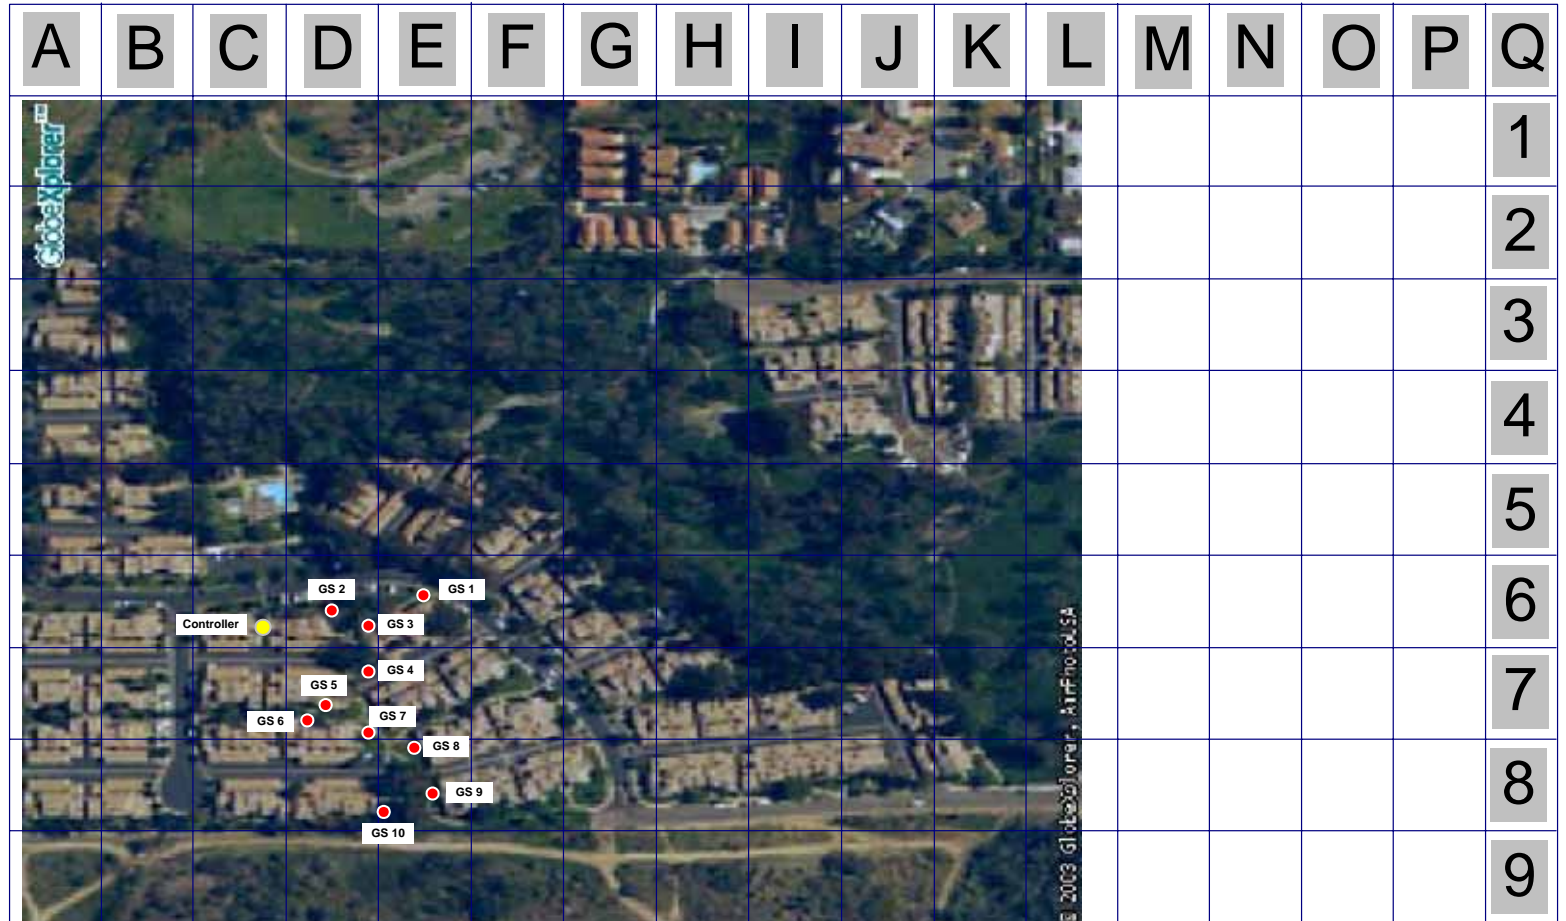 A B C D E F G H I J K L M N O P Q
GlobeXplorer™
1
2
3
4
5
6
7
8
9
GS 2
GS 1
Controller
GS 3
GS 4
GS 5
GS 6
GS 7
GS 8
GS 9
GS 10
2003 GlobeXplorer, AirPhotoUSA